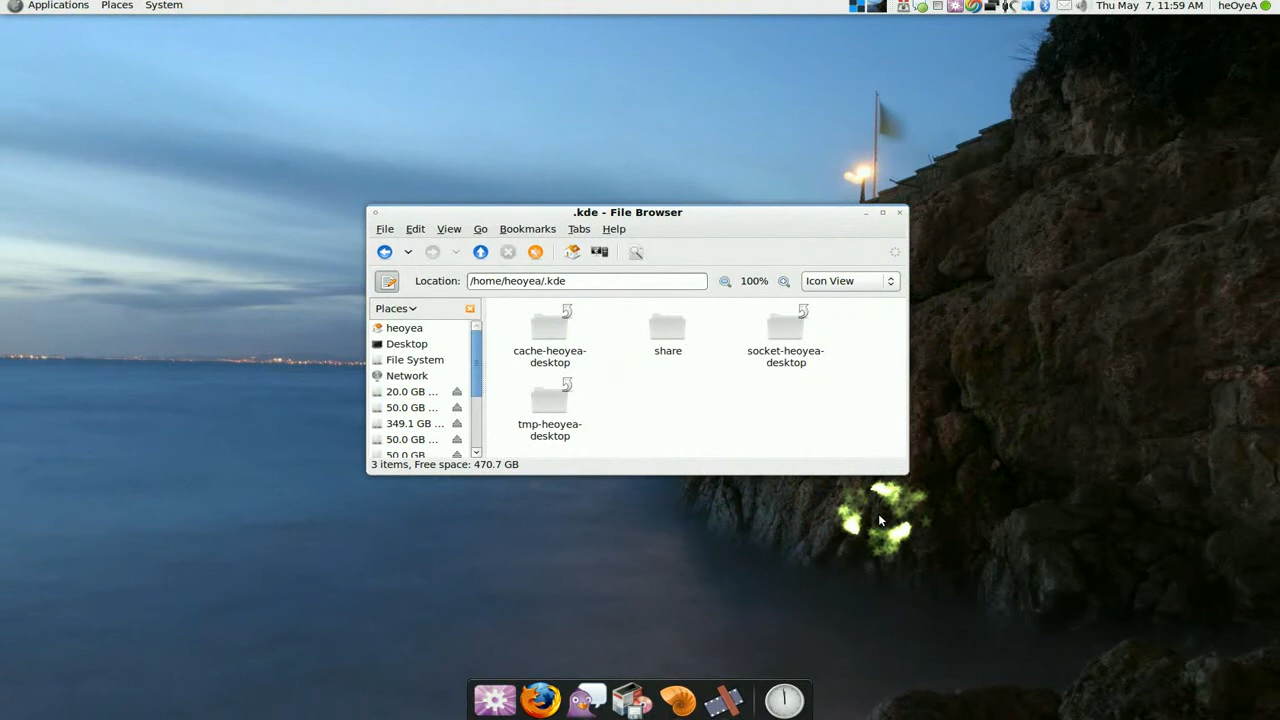 Applications Places System Thu May 7, 11:59 AM heOyeA
.kde - File Browser
File Edit View Go Bookmarks Tabs Help
Location: /home/heoyea/.kde 100% Icon View
Places
heoyea
Desktop
File System
Network
20.0 GB ...
50.0 GB ...
349.1 GB ...
50.0 GB ...
50.0 GB
cache-heoyea-
desktop
share
socket-heoyea-
desktop
tmp-heoyea-
desktop
3 items, Free space: 470.7 GB